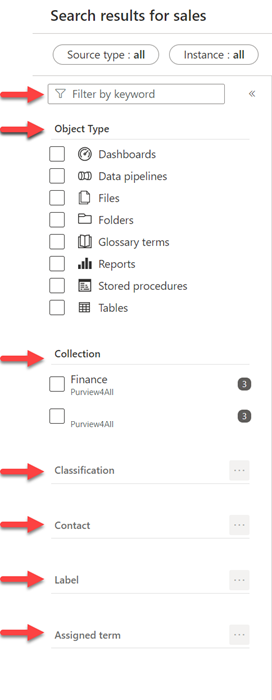 Search results for sales
Source type : all
Instance : all
Filter by keyword
Object Type
Dashboards
Data pipelines
Files
Folders
Glossary terms
Reports
Stored procedures
Tables
Collection
Finance 3
Purview4All
3
Purview4All
Classification
Contact
Label
Assigned term